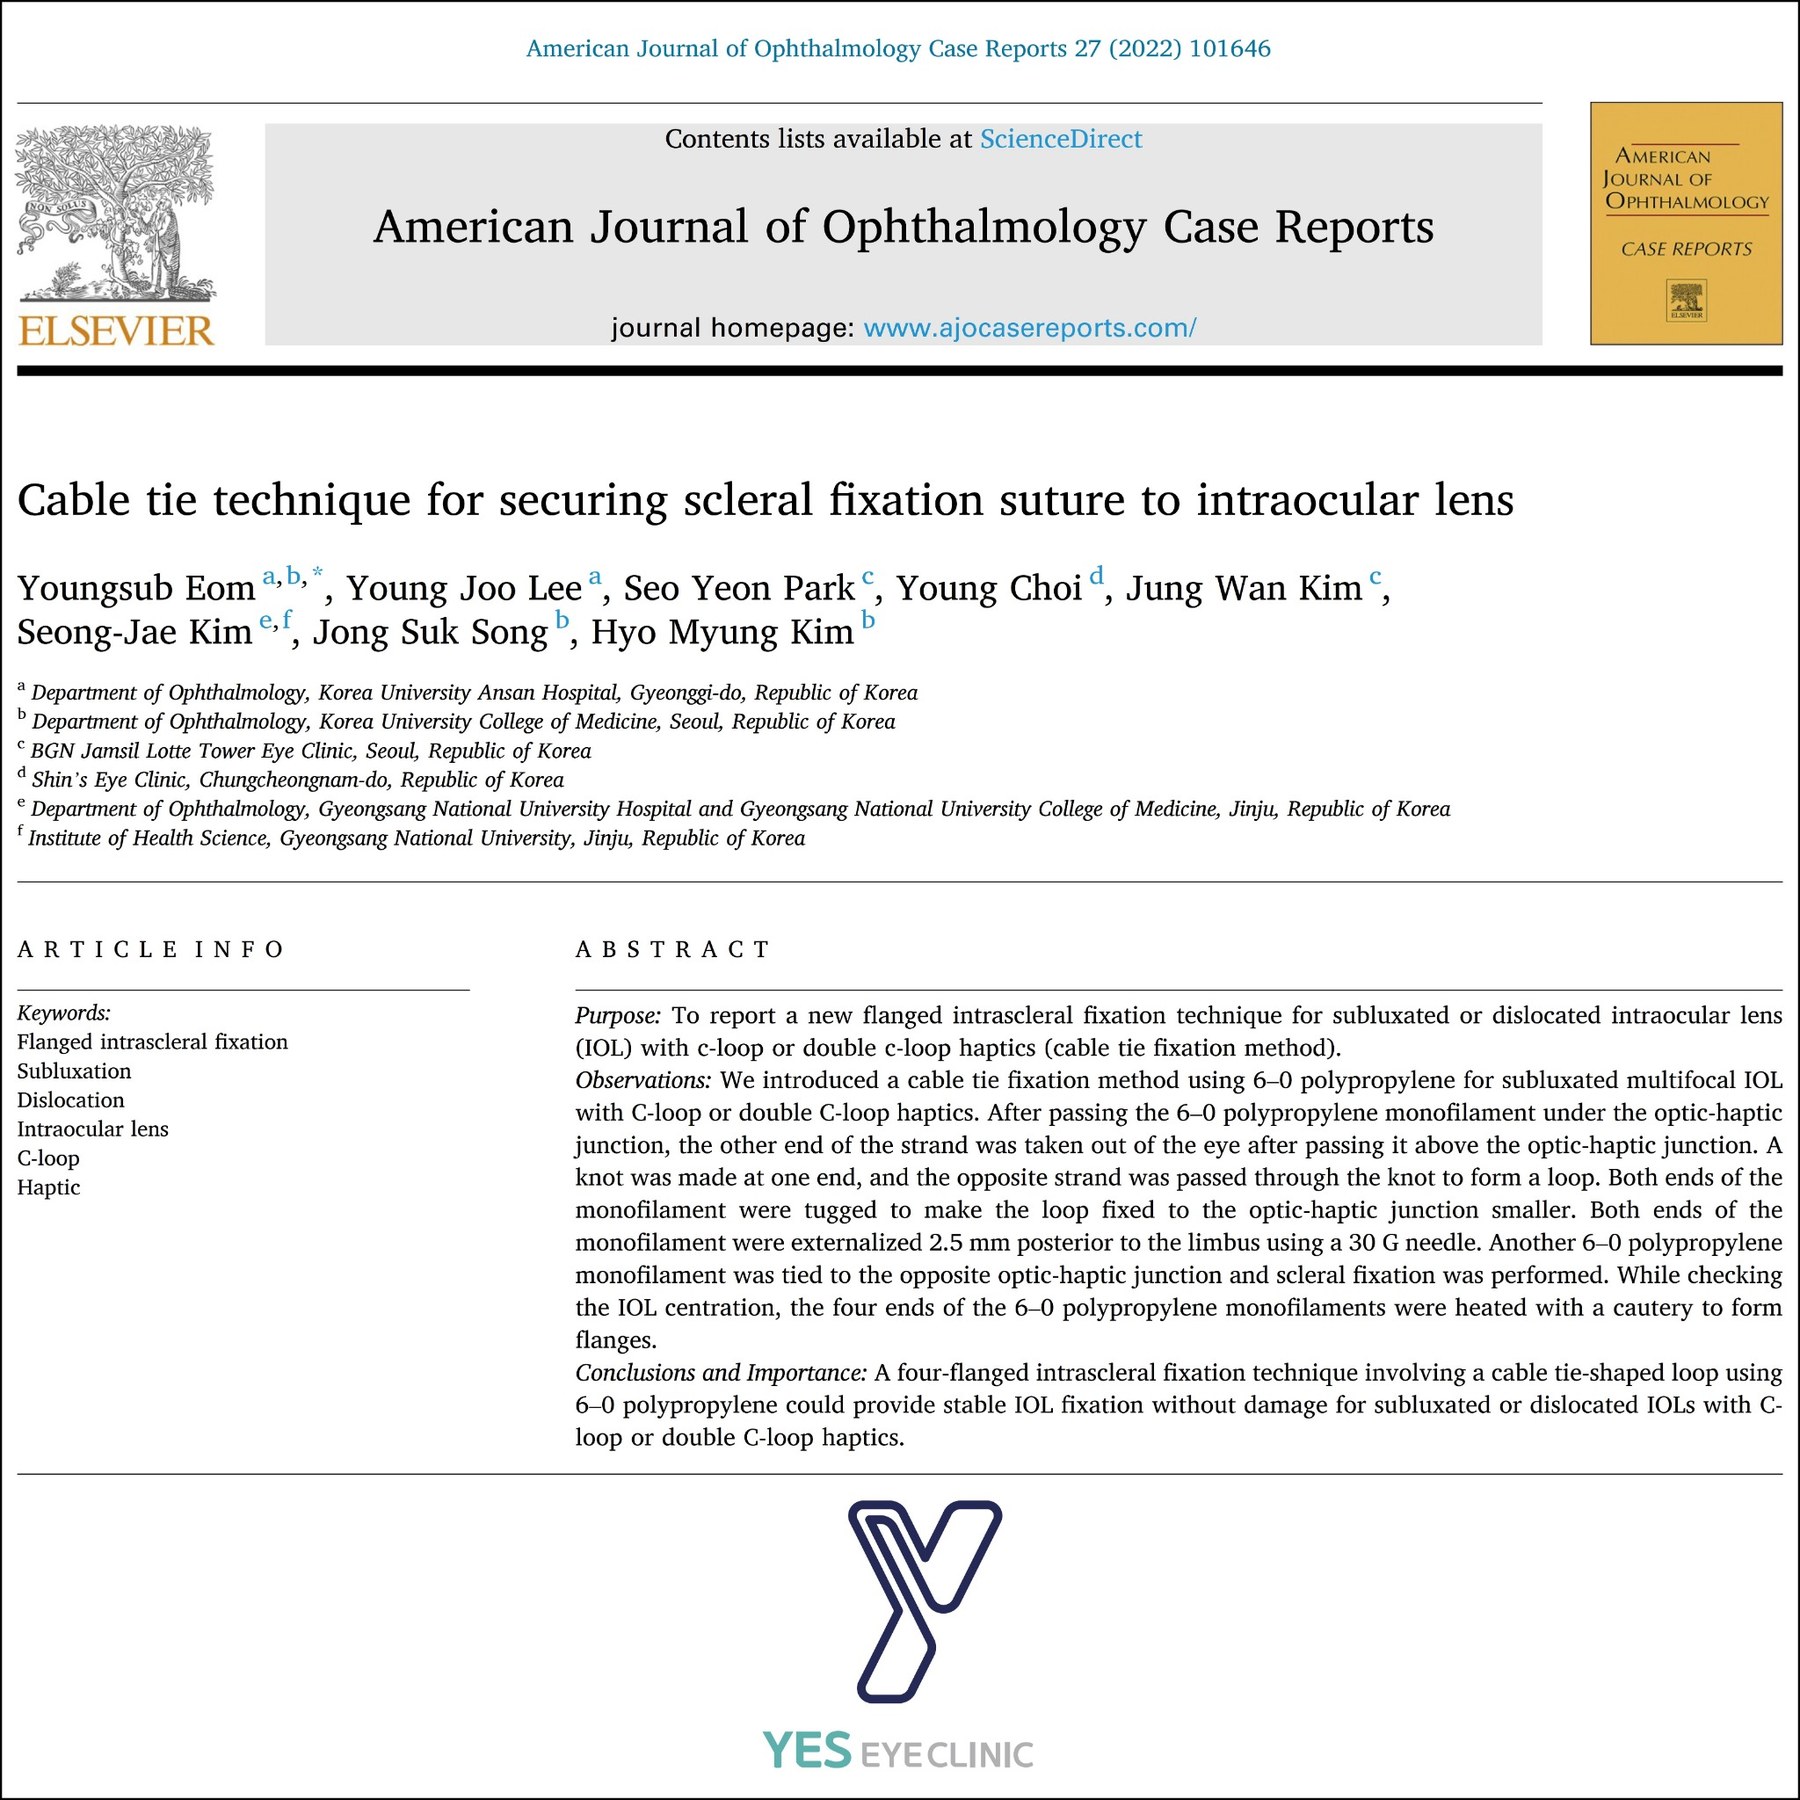 American Journal of Ophthalmology Case Reports 27 (2022) 101646
Contents lists available at ScienceDirect
American Journal of Ophthalmology Case Reports
journal homepage: www.ajocasereports.com/
NON SOLUS
ELSEVIER
AMERICAN
JOURNAL OF
OPHTHALMOLOGY
CASE REPORTS
ELSEVIER
Cable tie technique for securing scleral fixation suture to intraocular lens
Youngsub Eom a,b,*, Young Joo Lee a, Seo Yeon Park c, Young Choi d, Jung Wan Kim c,
Seong-Jae Kim e,f, Jong Suk Song b, Hyo Myung Kim b
a Department of Ophthalmology, Korea University Ansan Hospital, Gyeonggi-do, Republic of Korea
b Department of Ophthalmology, Korea University College of Medicine, Seoul, Republic of Korea
c BGN Jamsil Lotte Tower Eye Clinic, Seoul, Republic of Korea
d Shin's Eye Clinic, Chungcheongnam-do, Republic of Korea
e Department of Ophthalmology, Gyeongsang National University Hospital and Gyeongsang National University College of Medicine, Jinju, Republic of Korea
f Institute of Health Science, Gyeongsang National University, Jinju, Republic of Korea
ARTICLE INFO
Keywords:
Flanged intrascleral fixation
Subluxation
Dislocation
Intraocular lens
C-loop
Haptic
ABSTRACT
Purpose: To report a new flanged intrascleral fixation technique for subluxated or dislocated intraocular lens
(IOL) with c-loop or double c-loop haptics (cable tie fixation method).
Observations: We introduced a cable tie fixation method using 6–0 polypropylene for subluxated multifocal IOL
with C-loop or double C-loop haptics. After passing the 6–0 polypropylene monofilament under the optic-haptic
junction, the other end of the strand was taken out of the eye after passing it above the optic-haptic junction. A
knot was made at one end, and the opposite strand was passed through the knot to form a loop. Both ends of the
monofilament were tugged to make the loop fixed to the optic-haptic junction smaller. Both ends of the
monofilament were externalized 2.5 mm posterior to the limbus using a 30 G needle. Another 6–0 polypropylene
monofilament was tied to the opposite optic-haptic junction and scleral fixation was performed. While checking
the IOL centration, the four ends of the 6–0 polypropylene monofilaments were heated with a cautery to form
flanges.
Conclusions and Importance: A four-flanged intrascleral fixation technique involving a cable tie-shaped loop using
6–0 polypropylene could provide stable IOL fixation without damage for subluxated or dislocated IOLs with C-
loop or double C-loop haptics.
YES EYE CLINIC